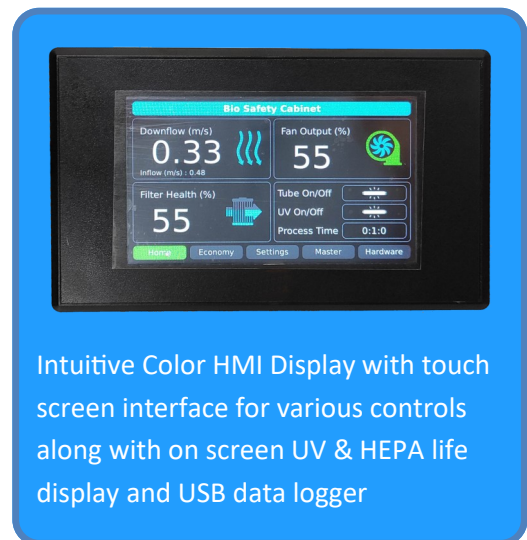 Bio Safety Cabinet
Downflow (m/s)
0.33
Inflow (m/s) : 0.48
Fan Output (%)
55
Filter Health (%)
55
Tube On/Off
UV On/Off
Process Time 0:1:0
Home Economy Settings Master Hardware
Intuitive Color HMI Display with touch
screen interface for various controls
along with on screen UV & HEPA life
display and USB data logger